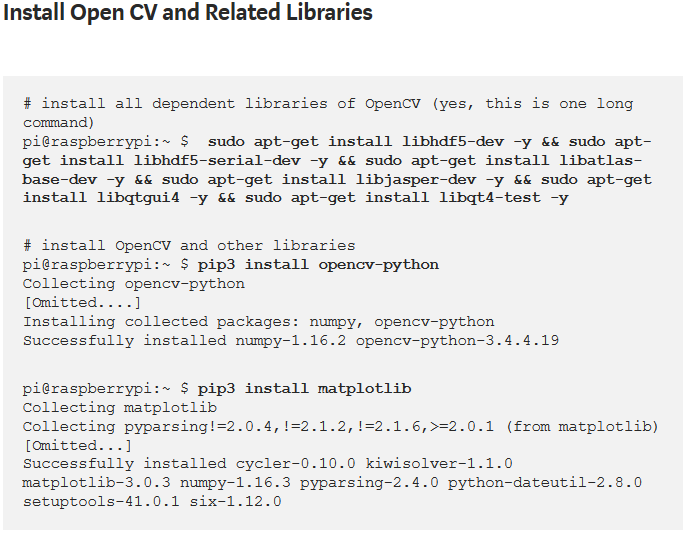 Install Open CV and Related Libraries
# install all dependent libraries of OpenCV (yes, this is one long
command)
pi@raspberrypi:~ $  sudo apt-get install libhdf5-dev -y && sudo apt-
get install libhdf5-serial-dev -y && sudo apt-get install libatlas-
base-dev -y && sudo apt-get install libjasper-dev -y && sudo apt-get
install libqtgui4 -y && sudo apt-get install libqt4-test -y
# install OpenCV and other libraries
pi@raspberrypi:~ $ pip3 install opencv-python
Collecting opencv-python
[Omitted....]
Installing collected packages: numpy, opencv-python
Successfully installed numpy-1.16.2 opencv-python-3.4.4.19
pi@raspberrypi:~ $ pip3 install matplotlib
Collecting matplotlib
Collecting pyparsing!=2.0.4,!=2.1.2,!=2.1.6,>=2.0.1 (from matplotlib)
[Omitted...]
Successfully installed cycler-0.10.0 kiwisolver-1.1.0
matplotlib-3.0.3 numpy-1.16.3 pyparsing-2.4.0 python-dateutil-2.8.0
setuptools-41.0.1 six-1.12.0